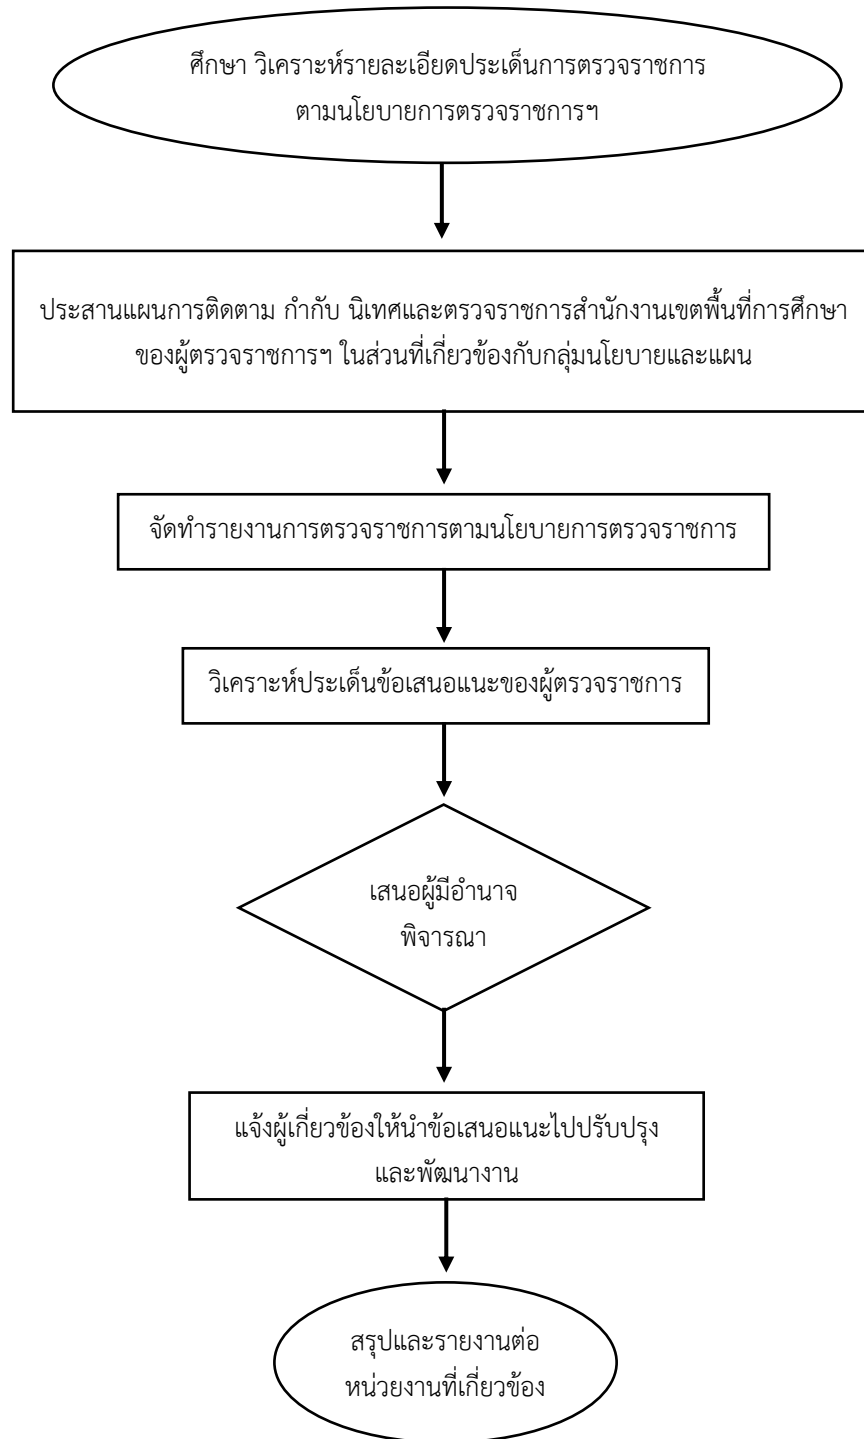 ศึกษา วิเคราะห์รายละเอียดประเด็นการตรวจราชการ
ตามนโยบายการตรวจราชการฯ
ประสานแผนการติดตาม กำกับ นิเทศและตรวจราชการสำนักงานเขตพื้นที่การศึกษา
ของผู้ตรวจราชการฯ ในส่วนที่เกี่ยวข้องกับกลุ่มนโยบายและแผน
จัดทำรายงานการตรวจราชการตามนโยบายการตรวจราชการ
วิเคราะห์ประเด็นข้อเสนอแนะของผู้ตรวจราชการ
เสนอผู้มีอำนาจ
พิจารณา
แจ้งผู้เกี่ยวข้องให้นำข้อเสนอแนะไปปรับปรุง
และพัฒนางาน
สรุปและรายงานต่อ
หน่วยงานที่เกี่ยวข้อง